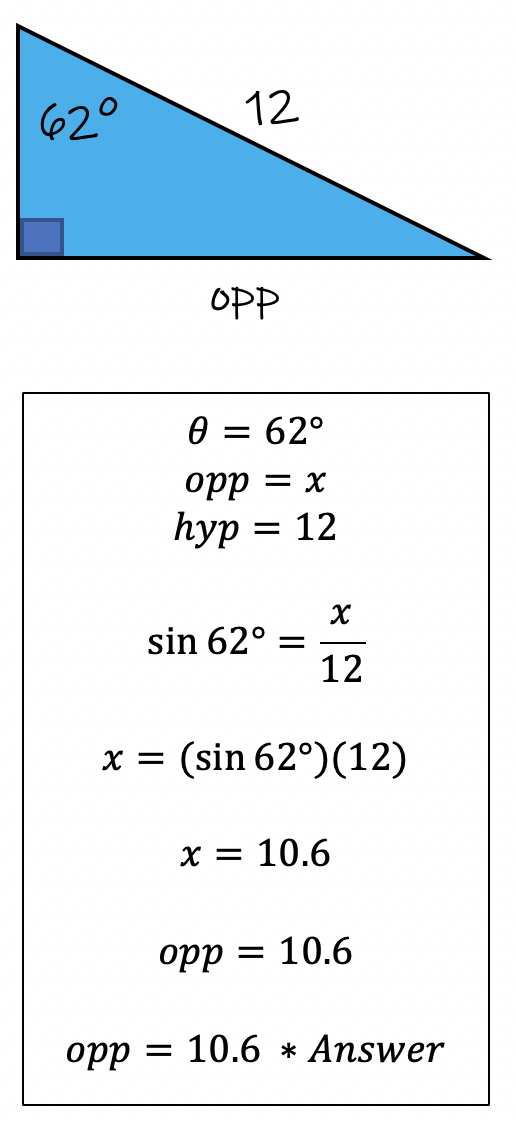 62°
12
OPP
θ = 62°
opp = x
hyp = 12
sin 62° = x/12
x = (sin 62°)(12)
x = 10.6
opp = 10.6
opp = 10.6 * Answer